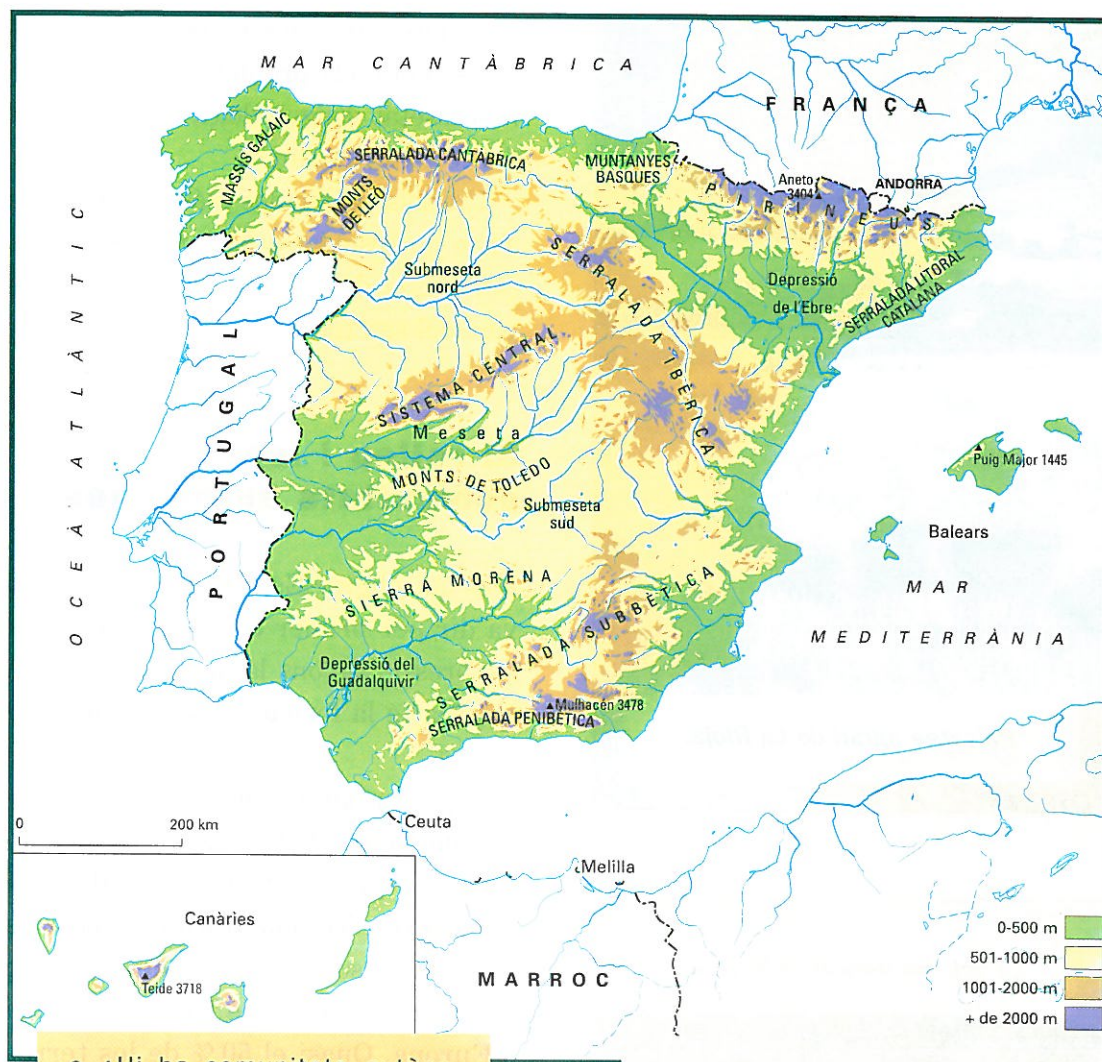 MAR CANTÀBRICA
FRANÇA
MASSÍS GALAIC
SERRALADA CANTÀBRICA
MUNTANYES
BASQUES
MONTS
DE LLEÓ
Aneto
3404
ANDORRA
PIRINEUS
SERRALADA IBÈRICA
Submeseta
nord
Depressió
de l'Ebre
SERRALADA LITORAL
CATALANA
OCEÀ ATLÀNTIC
PORTUGAL
SISTEMA CENTRAL
Meseta
MONTS DE TOLEDO
Submeseta
sud
Puig Major 1445
Balears
MAR
MEDITERRÀNIA
SIERRA MORENA
SERRALADA SUBBÈTICA
Depressió del
Guadalquivir
Mulhacén 3478
SERRALADA PENIBÈTICA
0 200 km
Ceuta
Melilla
MARROC
Canàries
Teide 3718
0-500 m
501-1000 m
1001-2000 m
+ de 2000 m